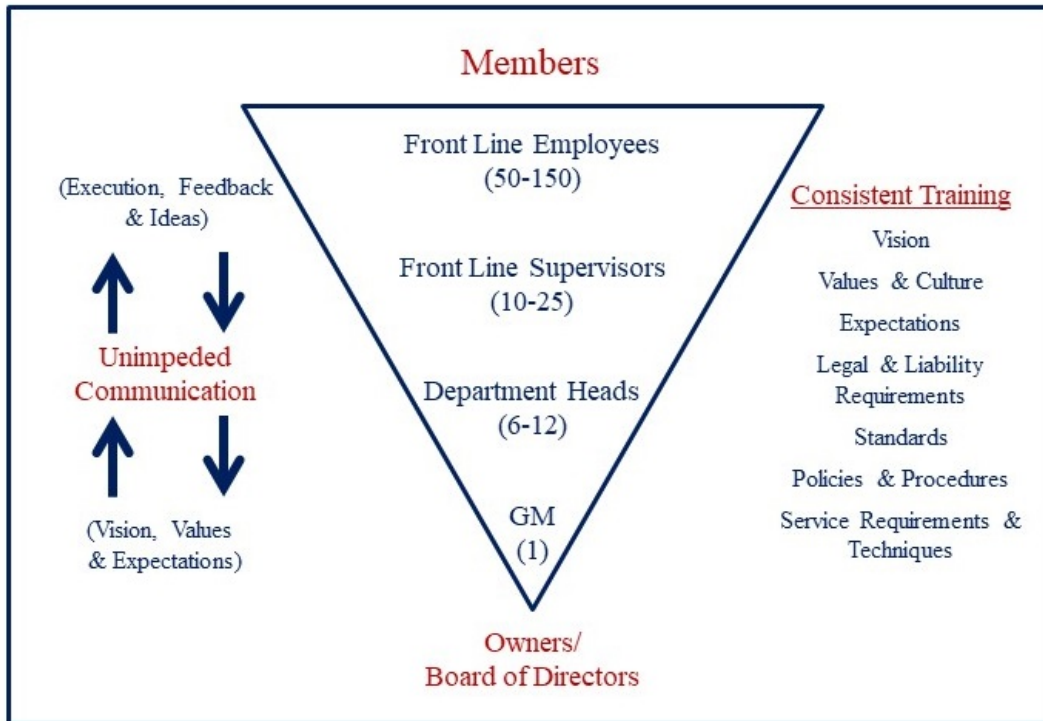 Members
Front Line Employees
(50-150)
Front Line Supervisors
(10-25)
Department Heads
(6-12)
GM
(1)
Owners/
Board of Directors
(Execution, Feedback
& Ideas)
Unimpeded
Communication
(Vision, Values
& Expectations)
Consistent Training
Vision
Values & Culture
Expectations
Legal & Liability
Requirements
Standards
Policies & Procedures
Service Requirements &
Techniques